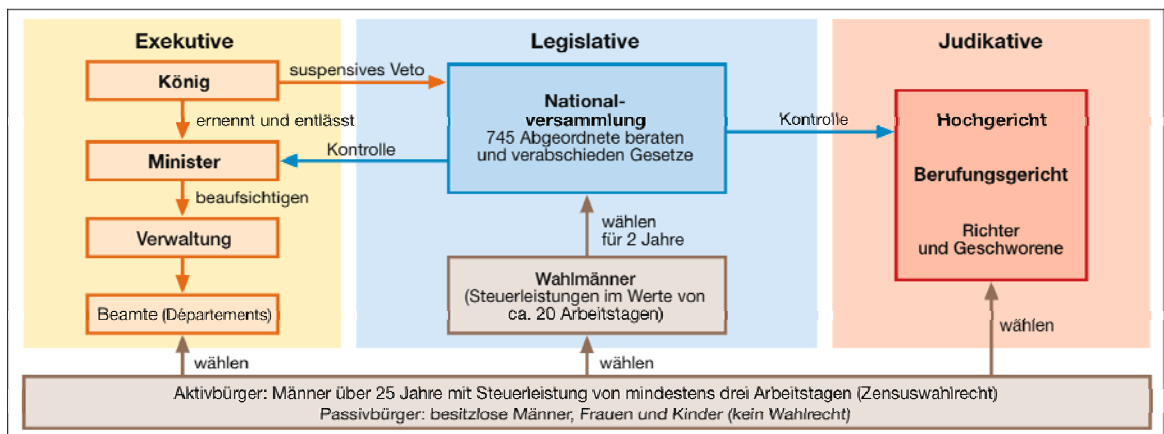 Exekutive
Legislative
Judikative
König
suspensives Veto
ernennt und entlässt
Minister
Kontrolle
beaufsichtigen
Verwaltung
Beamte (Départements)
wählen
National-
versammlung
745 Abgeordnete beraten
und verabschieden Gesetze
wählen
für 2 Jahre
Wahlmänner
(Steuerleistungen im Werte von
ca. 20 Arbeitstagen)
wählen
Kontrolle
Hochgericht
Berufungsgericht
Richter
und Geschworene
wählen
Aktivbürger: Männer über 25 Jahre mit Steuerleistung von mindestens drei Arbeitstagen (Zensuswahlrecht)
Passivbürger: besitzlose Männer, Frauen und Kinder (kein Wahlrecht)